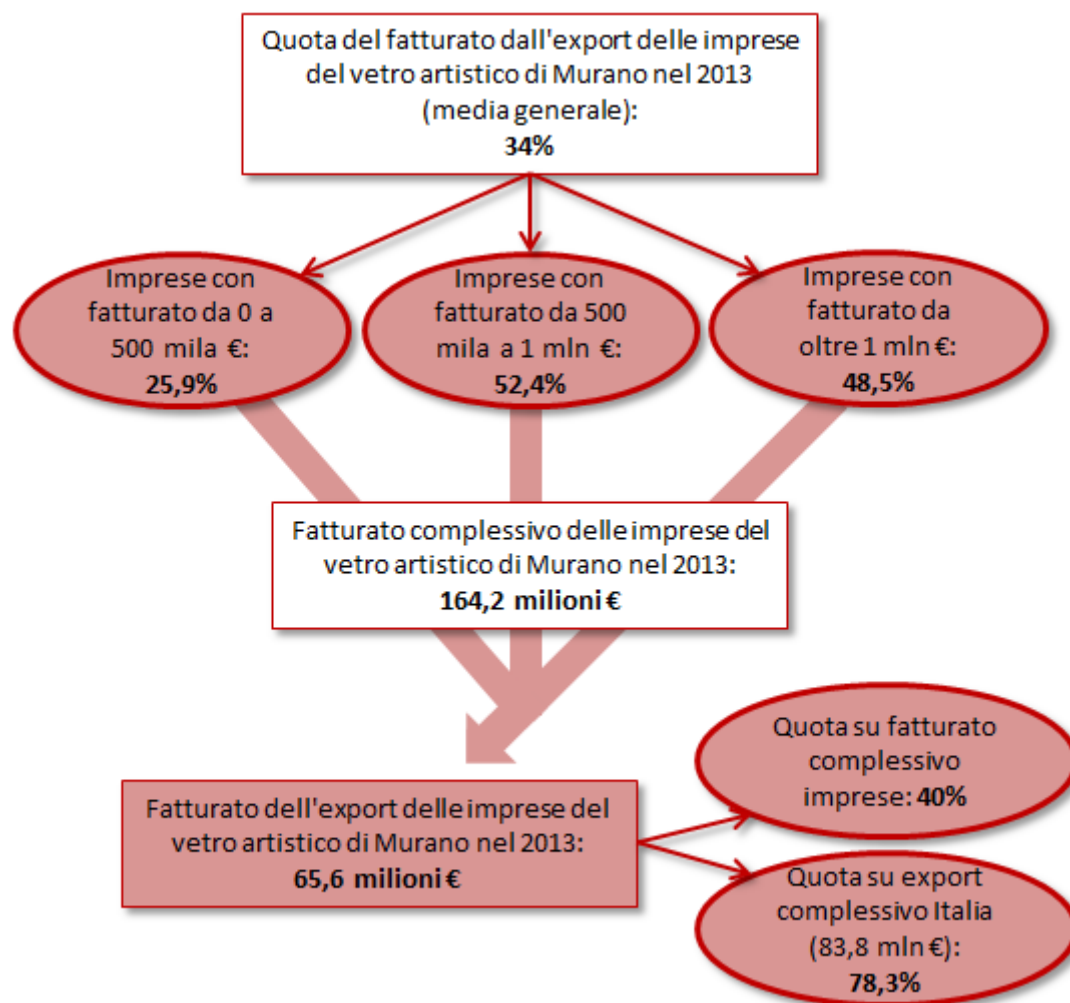 Quota del fatturato dall'export delle imprese
del vetro artistico di Murano nel 2013
(media generale):
34%
Imprese con
fatturato da 0 a
500 mila €:
25,9%
Imprese con
fatturato da 500
mila a 1 mln €:
52,4%
Imprese con
fatturato da
oltre 1 mln €:
48,5%
Fatturato complessivo delle imprese del
vetro artistico di Murano nel 2013:
164,2 milioni €
Fatturato dell'export delle imprese del
vetro artistico di Murano nel 2013:
65,6 milioni €
Quota su fatturato
complessivo
imprese: 40%
Quota su export
complessivo Italia
(83,8 mln €):
78,3%